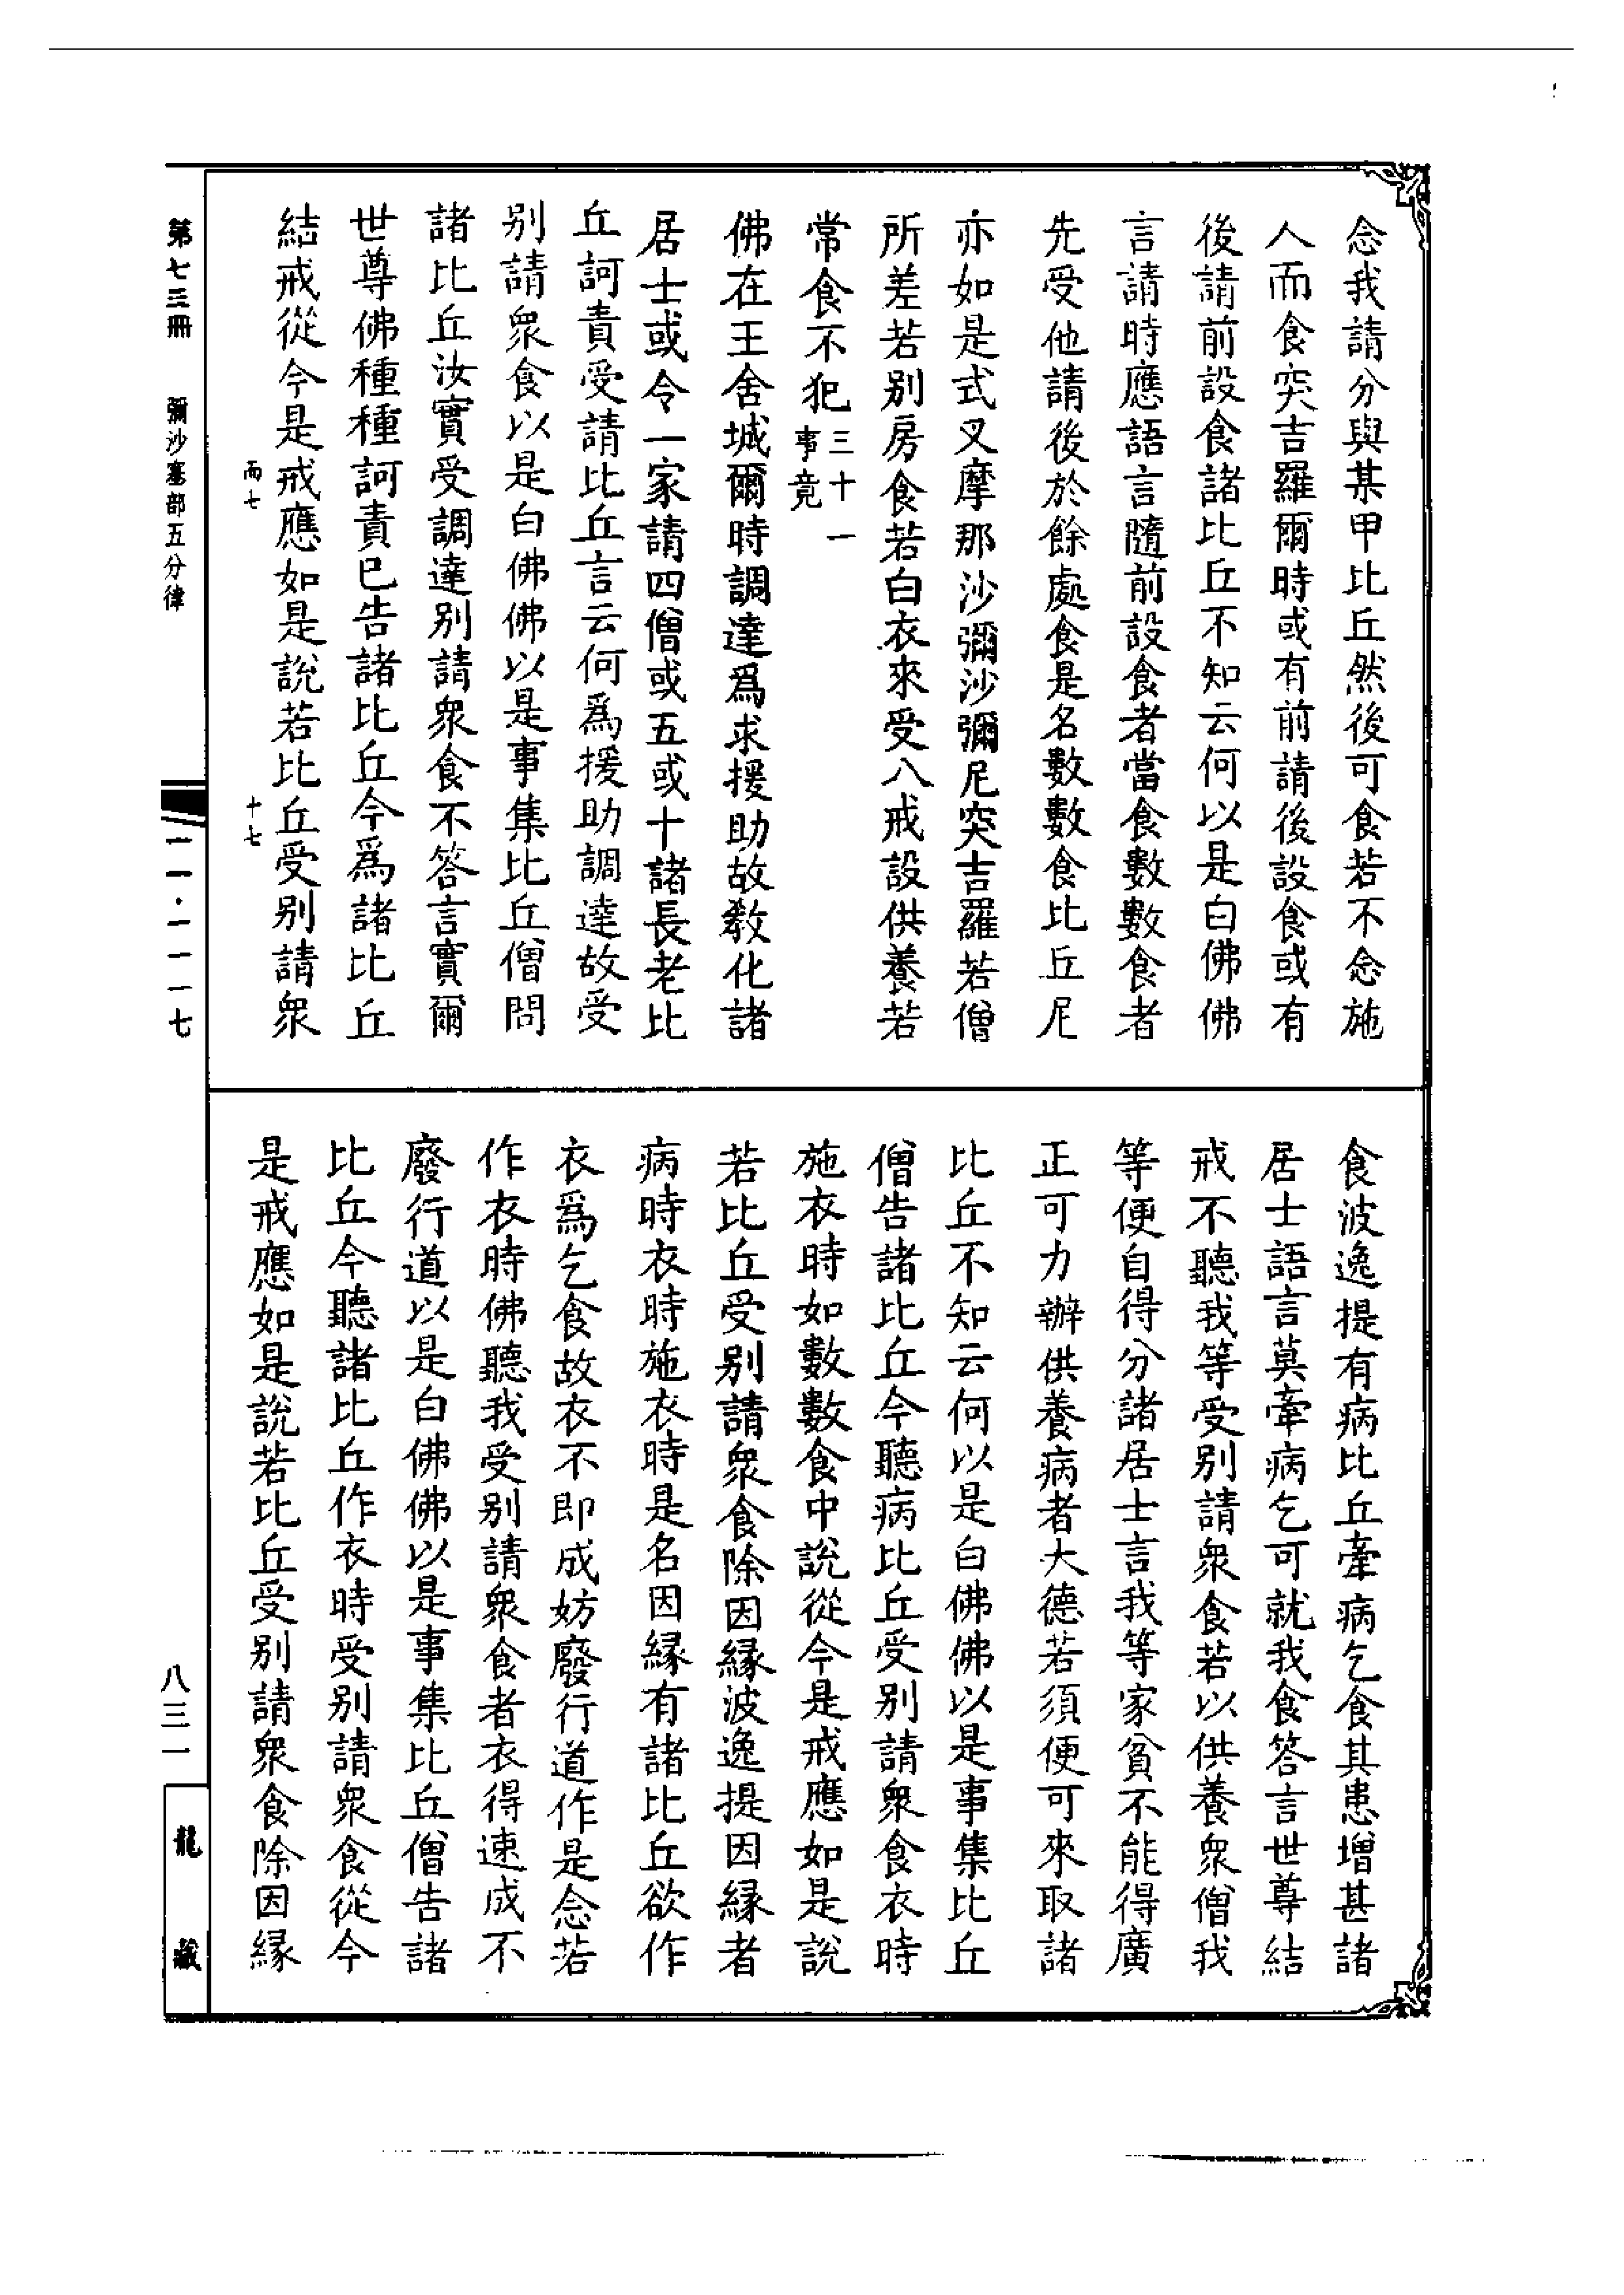 念我請分與某甲比丘然後可食若不念施
人而食突吉羅爾時或有前請後設食或有
後請前設食諸比丘不知云何以是白佛佛
言請時應語言隨前設食者當食數數食者
先受他請後於餘處食是名數數食比丘尼
亦如是式叉摩那沙彌沙彌尼突吉羅若僧
所差若別房食若白衣來受八戒設供養若
常食不犯三十一事竟
佛在王舍城爾時調達爲求援助故教化諸
居士或令一家請四僧或五或十諸長老比
丘訶責受請比丘言云何爲援助調達故受
別請衆食以是白佛佛以是事集比丘僧問
諸比丘汝實受調達別請衆食不答言實爾
世尊佛種種訶責已告諸比丘今爲諸比丘
結戒從今是戒應如是說若比丘受別請衆
而七
十七
食波逸提有病比丘牽病乞食其患增甚諸
居士語言莫牽病乞可就我食答言世尊結
戒不聽我等受別請衆食若以供養衆僧我
等便自得分諸居士言我等家貧不能得廣
正可力辦供養病者大德若須便可來取諸
比丘不知云何以是白佛佛以是事集比丘
僧告諸比丘今聽病比丘受別請衆食衣時
施衣時如數數食中說從今是戒應如是說
若比丘受別請衆食除因緣波逸提因緣者
病時衣時施衣時是名因緣有諸比丘欲作
衣爲乞食故衣不即成妨廢行道作是念若
作衣時佛聽我受別請衆食者衣得速成不
廢行道以是白佛佛以是事集比丘僧告諸
比丘今聽諸比丘作衣時受別請衆食從今
是戒應如是說若比丘受別請衆食除因緣
第七三冊 彌沙塞部五分律
一一·一一一七
八三一
龍藏